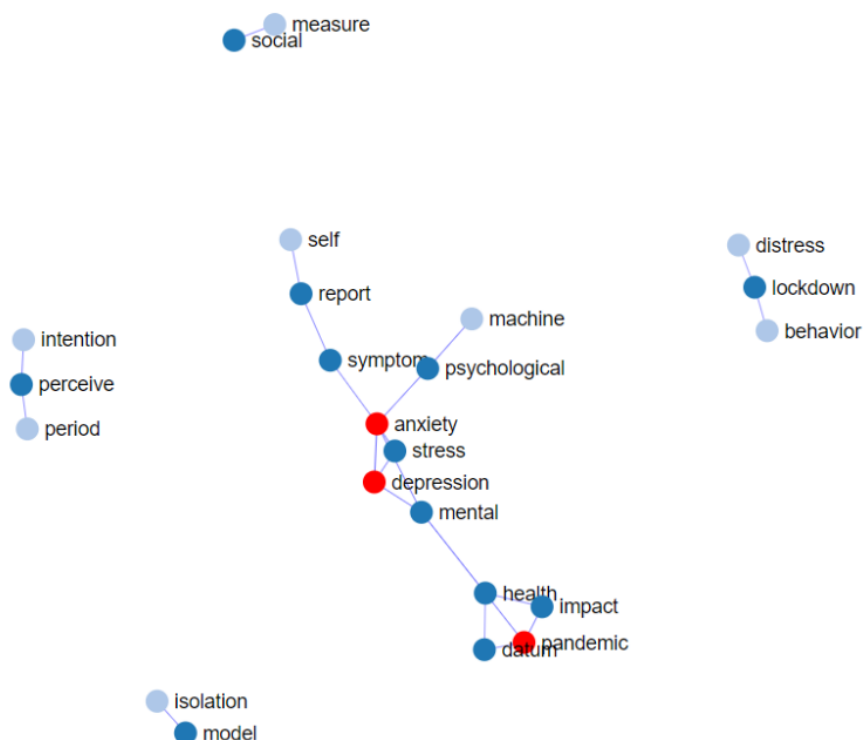 measure
social
self
distress
report
lockdown
machine
behavior
intention
symptom
psychological
perceive
anxiety
period
stress
depression
mental
health
impact
pandemic
datum
isolation
model